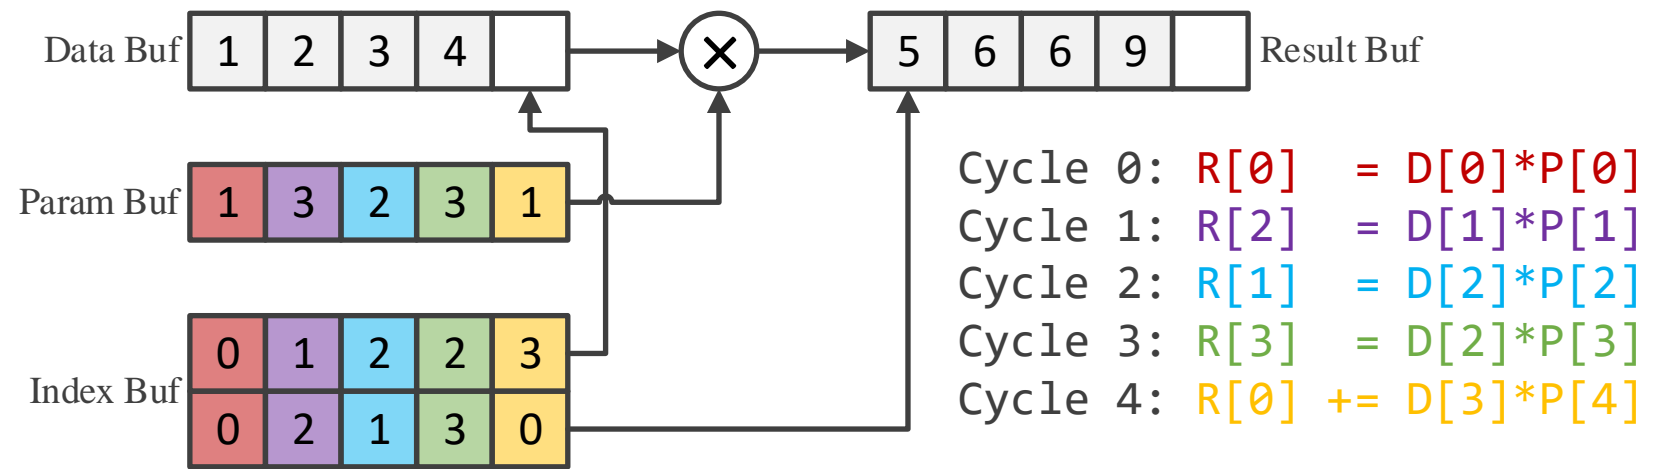 Data Buf 1 2 3 4 × 5 6 6 9 Result Buf
Param Buf 1 3 2 3 1
Index Buf
0 1 2 2 3
0 2 1 3 0
Cycle 0: R[0] = D[0]*P[0]
Cycle 1: R[2] = D[1]*P[1]
Cycle 2: R[1] = D[2]*P[2]
Cycle 3: R[3] = D[2]*P[3]
Cycle 4: R[0] += D[3]*P[4]